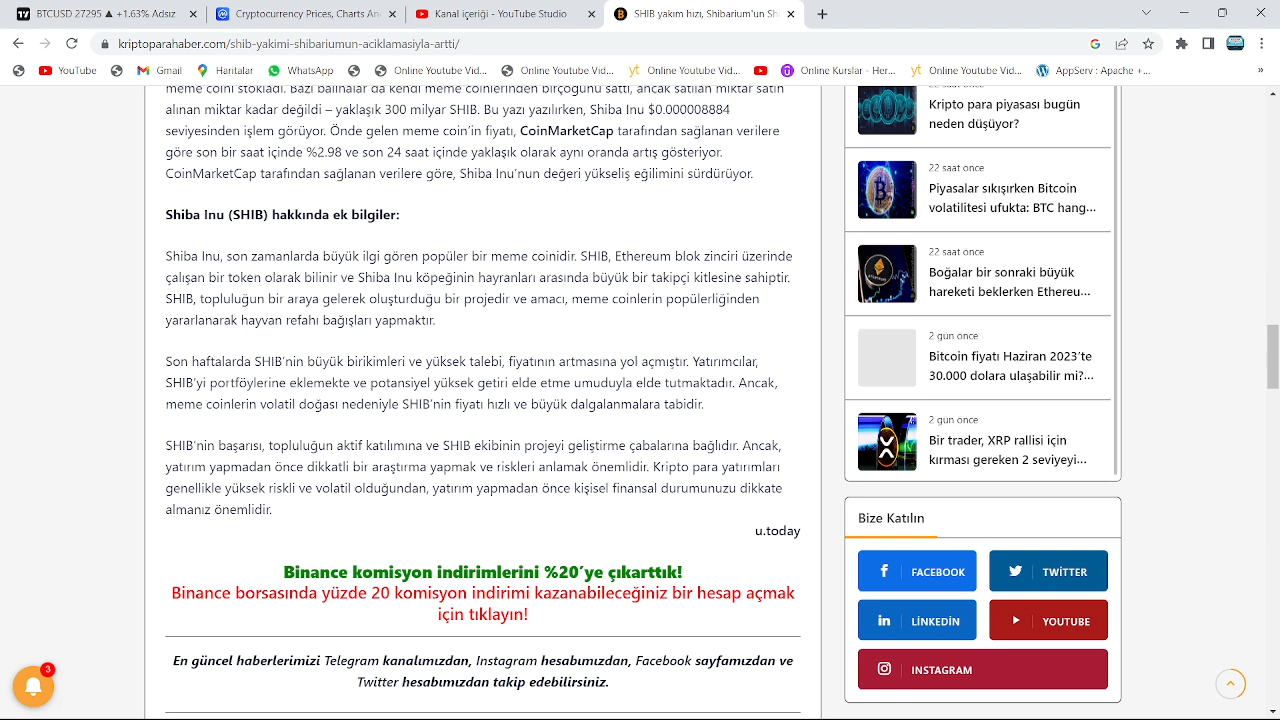 BTCUSD 27295 ▲ +1.63% Adsız
Cryptocurrency Prices, Charts An
Kanal içeriği - YouTube Studio
SHIB yakım hızı, Shibarium'un Sh
kriptoparahaber.com/shib-yakimi-shibariumun-aciklamasiyla-artti/
YouTube
Gmail
Haritalar
WhatsApp
Online Youtube Vid...
Online Youtube Vid...
Online Youtube Vid...
Online Kurslar - Her...
Online Youtube Vid...
AppServ : Apache +...
meme coini stokladı. Bazı balinalar da kendi meme coinlerinden birçoğunu sattı, ancak satılan miktar satın
alınan miktar kadar değildi – yaklaşık 300 milyar SHIB. Bu yazı yazılırken, Shiba Inu $0.000008884
seviyesinden işlem görüyor. Önde gelen meme coin'in fiyatı, CoinMarketCap tarafından sağlanan verilere
göre son bir saat içinde %2.98 ve son 24 saat içinde yaklaşık olarak aynı oranda artış gösteriyor.
CoinMarketCap tarafından sağlanan verilere göre, Shiba Inu'nun değeri yükseliş eğilimini sürdürüyor.
Shiba Inu (SHIB) hakkında ek bilgiler:
Shiba Inu, son zamanlarda büyük ilgi gören popüler bir meme coinidir. SHIB, Ethereum blok zinciri üzerinde
çalışan bir token olarak bilinir ve Shiba Inu köpeğinin hayranları arasında büyük bir takipçi kitlesine sahiptir.
SHIB, topluluğun bir araya gelerek oluşturduğu bir projedir ve amacı, meme coinlerin popülerliğinden
yararlanarak hayvan refahı bağışları yapmaktır.
Son haftalarda SHIB'nin büyük birikimleri ve yüksek talebi, fiyatının artmasına yol açmıştır. Yatırımcılar,
SHIB'yi portföylerine eklemekte ve potansiyel yüksek getiri elde etme umuduyla elde tutmaktadır. Ancak,
meme coinlerin volatil doğası nedeniyle SHIB'nin fiyatı hızlı ve büyük dalgalanmalara tabidir.
SHIB'nin başarısı, topluluğun aktif katılımına ve SHIB ekibinin projeyi geliştirme çabalarına bağlıdır. Ancak,
yatırım yapmadan önce dikkatli bir araştırma yapmak ve riskleri anlamak önemlidir. Kripto para yatırımları
genellikle yüksek riskli ve volatil olduğundan, yatırım yapmadan önce kişisel finansal durumunuzu dikkate
almanız önemlidir.
u.today
Binance komisyon indirimlerini %20'ye çıkarttık!
Binance borsasında yüzde 20 komisyon indirimi kazanabileceğiniz bir hesap açmak
için tıklayın!
En güncel haberlerimizi Telegram kanalımızdan, Instagram hesabımızdan, Facebook sayfamızdan ve
Twitter hesabımızdan takip edebilirsiniz.
3
Kripto para piyasası bugün
neden düşüyor?
22 saat önce
Piyasalar sıkışırken Bitcoin
volatilitesi ufukta: BTC hang...
22 saat önce
Boğalar bir sonraki büyük
hareketi beklerken Ethereu...
2 gün önce
Bitcoin fiyatı Haziran 2023'te
30.000 dolara ulaşabilir mi?...
2 gün önce
Bir trader, XRP rallisi için
kırması gereken 2 seviyeyi...
Bize Katılın
FACEBOOK
TWİTTER
LİNKEDİN
YOUTUBE
INSTAGRAM